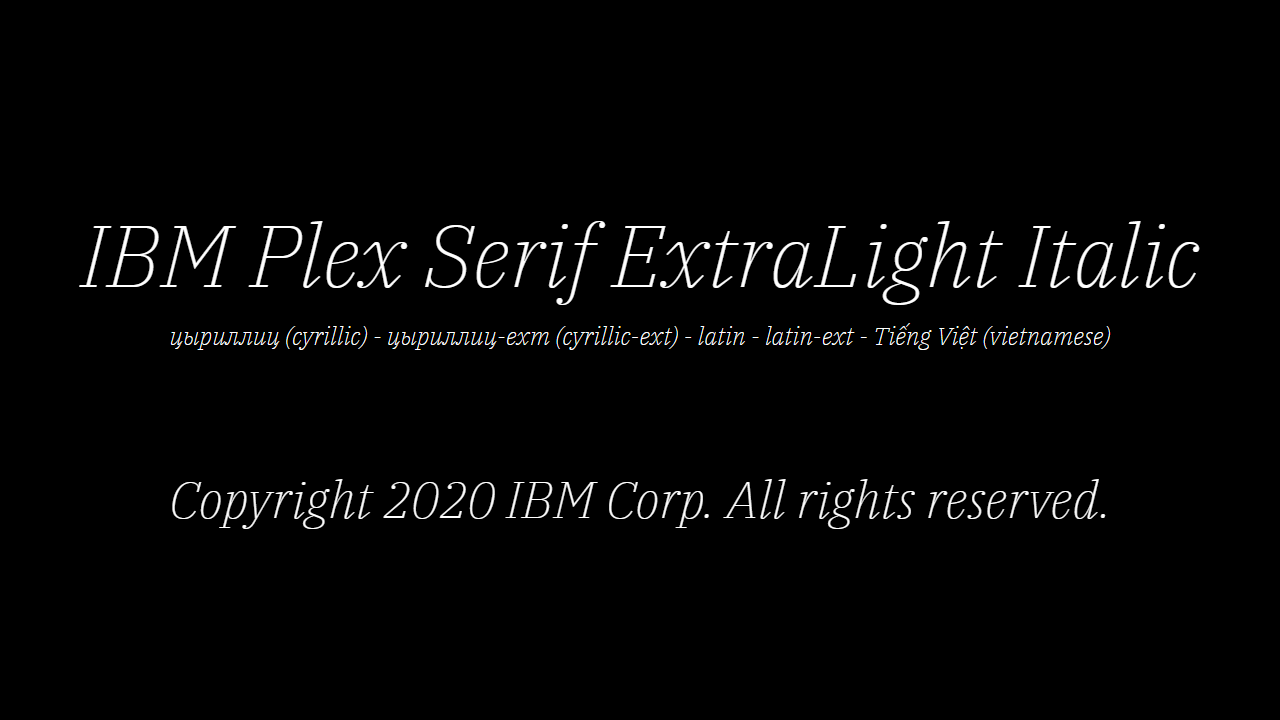 IBM Plex Serif ExtraLight Italic
цыриллиц (cyrillic) - цыриллиц-ext (cyrillic-ext) - latin - latin-ext - Tiếng Việt (vietnamese)
Copyright 2020 IBM Corp. All rights reserved.